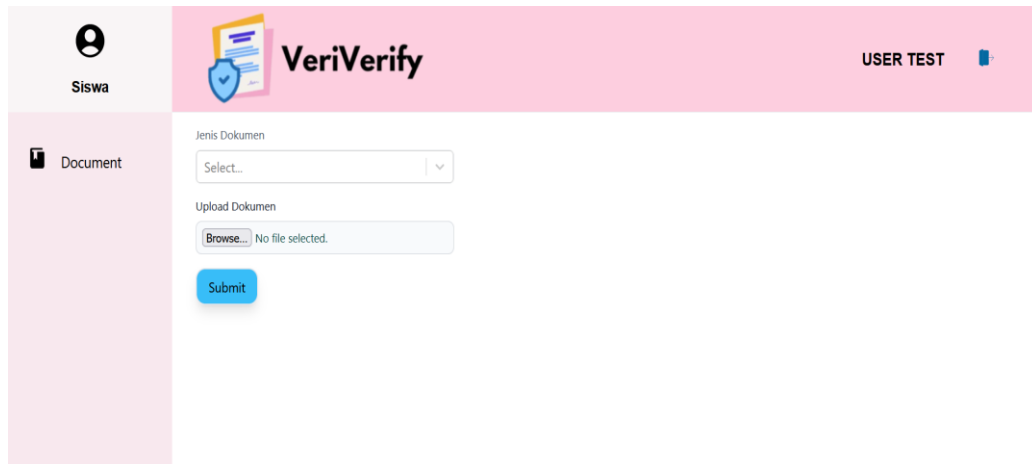 Siswa
VeriVerify
USER TEST
Document
Jenis Dokumen
Select...
Upload Dokumen
Browse... No file selected.
Submit